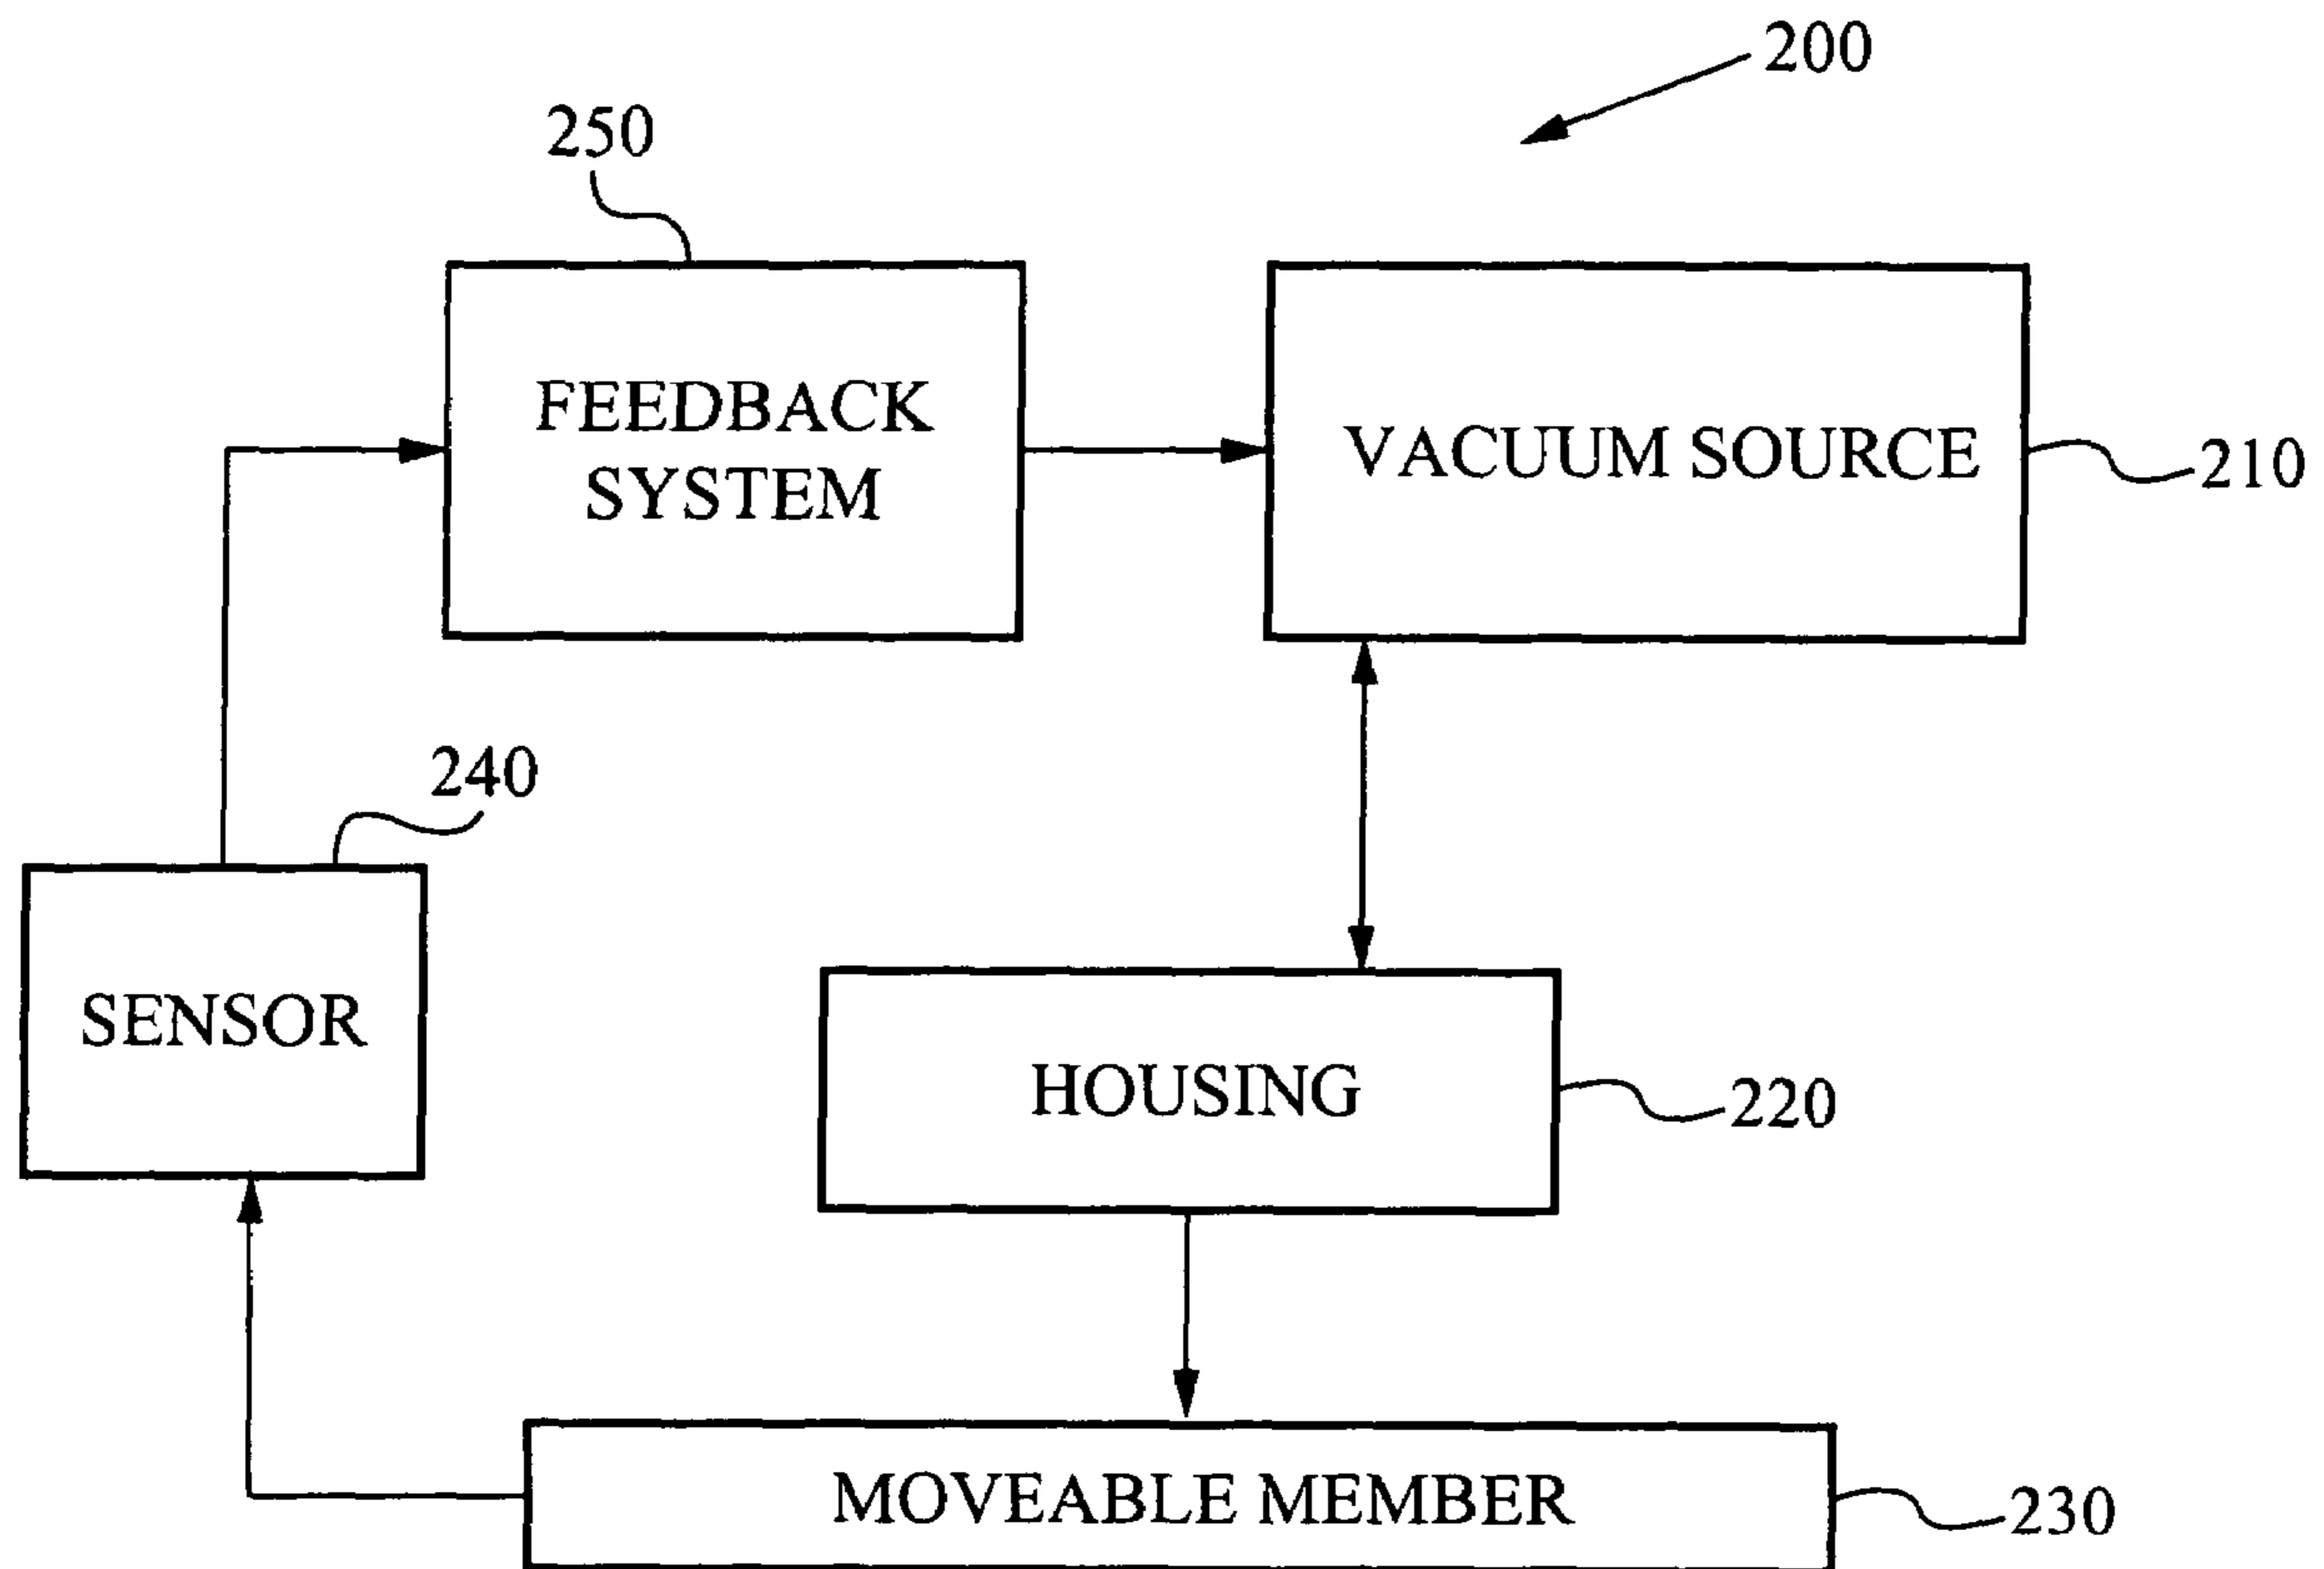 200
250
FEEDBACK
SYSTEM
VACUUM SOURCE
210
240
SENSOR
HOUSING
220
MOVEABLE MEMBER
230